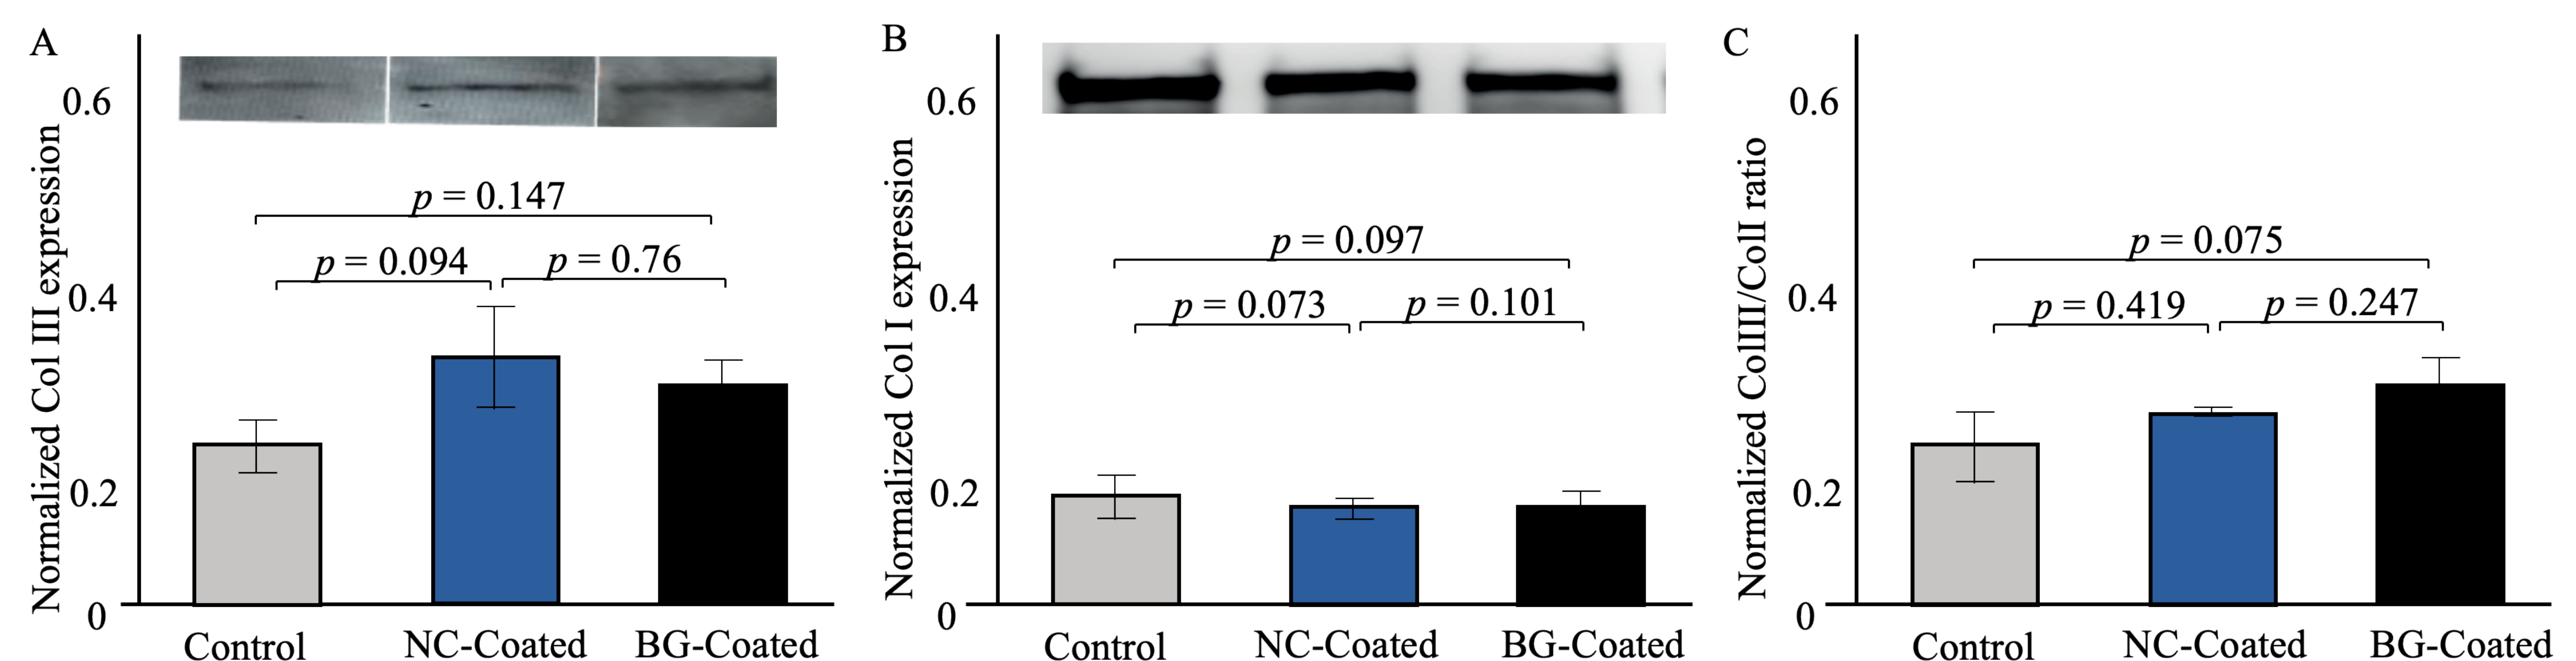 A
Normalized Col III expression
0.6
0.4
0.2
0
p = 0.147
p = 0.094
p = 0.76
Control
NC-Coated
BG-Coated
B
Normalized Col I expression
0.6
0.4
0.2
0
p = 0.097
p = 0.073
p = 0.101
Control
NC-Coated
BG-Coated
C
Normalized ColIII/ColI ratio
0.6
0.4
0.2
0
p = 0.075
p = 0.419
p = 0.247
Control
NC-Coated
BG-Coated